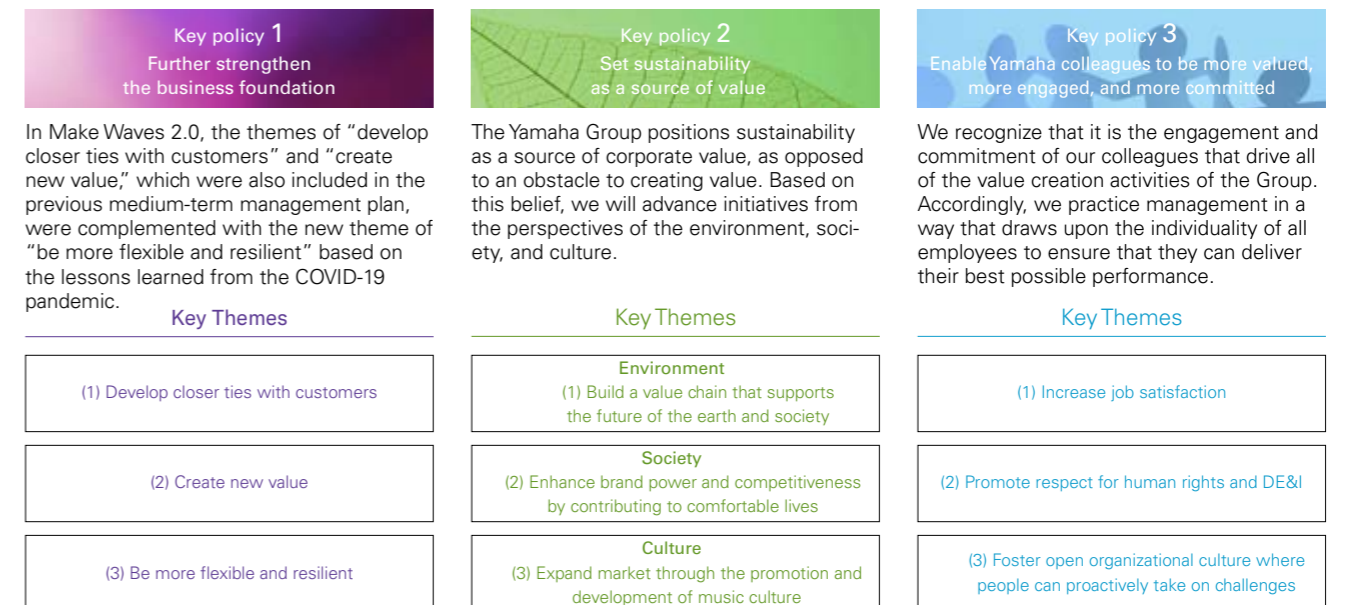 Key policy 1
Further strengthen
the business foundation
In Make Waves 2.0, the themes of “develop
closer ties with customers” and “create
new value,” which were also included in the
previous medium-term management plan,
were complemented with the new theme of
“be more flexible and resilient” based on
the lessons learned from the COVID-19
pandemic.
Key Themes
(1) Develop closer ties with customers
(2) Create new value
(3) Be more flexible and resilient
Key policy 2
Set sustainability
as a source of value
The Yamaha Group positions sustainability
as a source of corporate value, as opposed
to an obstacle to creating value. Based on
this belief, we will advance initiatives from
the perspectives of the environment, soci-
ety, and culture.
Key Themes
Environment
(1) Build a value chain that supports
the future of the earth and society
Society
(2) Enhance brand power and competitiveness
by contributing to comfortable lives
Culture
(3) Expand market through the promotion and
development of music culture
Key policy 3
Enable Yamaha colleagues to be more valued,
more engaged, and more committed
We recognize that it is the engagement and
commitment of our colleagues that drive all
of the value creation activities of the Group.
Accordingly, we practice management in a
way that draws upon the individuality of all
employees to ensure that they can deliver
their best possible performance.
Key Themes
(1) Increase job satisfaction
(2) Promote respect for human rights and DE&I
(3) Foster open organizational culture where
people can proactively take on challenges